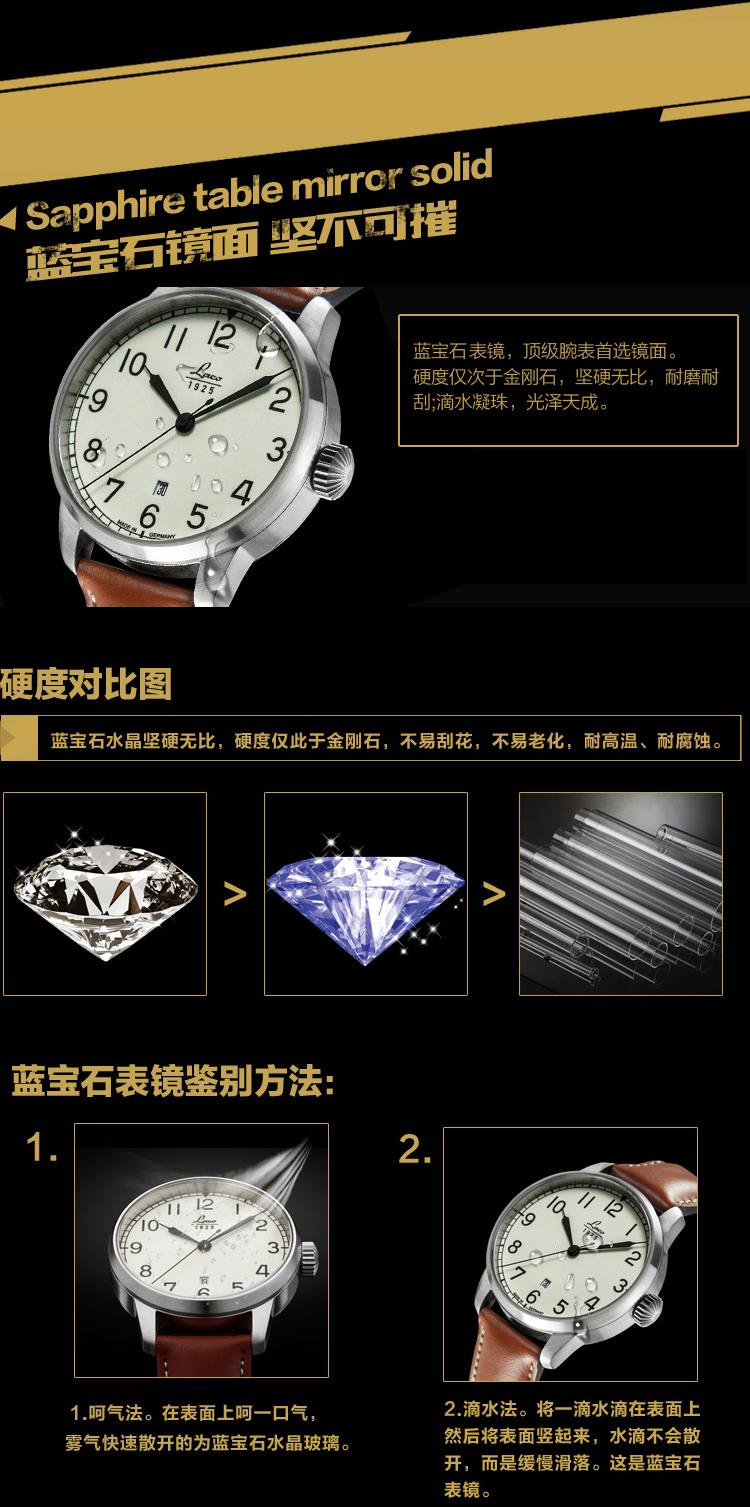 Sapphire table mirror solid
蓝宝石镜面 坚不可摧
蓝宝石表镜，顶级腕表首选镜面。
硬度仅次于金刚石，坚硬无比，耐磨耐
刮;滴水凝珠，光泽天成。
Laco
1925
12
1
2
3
4
5
6
7
8
9
10
11
30
MADE IN GERMANY
硬度对比图
蓝宝石水晶坚硬无比，硬度仅此于金刚石，不易刮花，不易老化，耐高温、耐腐蚀。
>
>
蓝宝石表镜鉴别方法:
1.
2.
Laco
1925
Laco
1.呵气法。在表面上呵一口气，
雾气快速散开的为蓝宝石水晶玻璃。
2.滴水法。将一滴水滴在表面上
然后将表面竖起来，水滴不会散
开，而是缓慢滑落。这是蓝宝石
表镜。